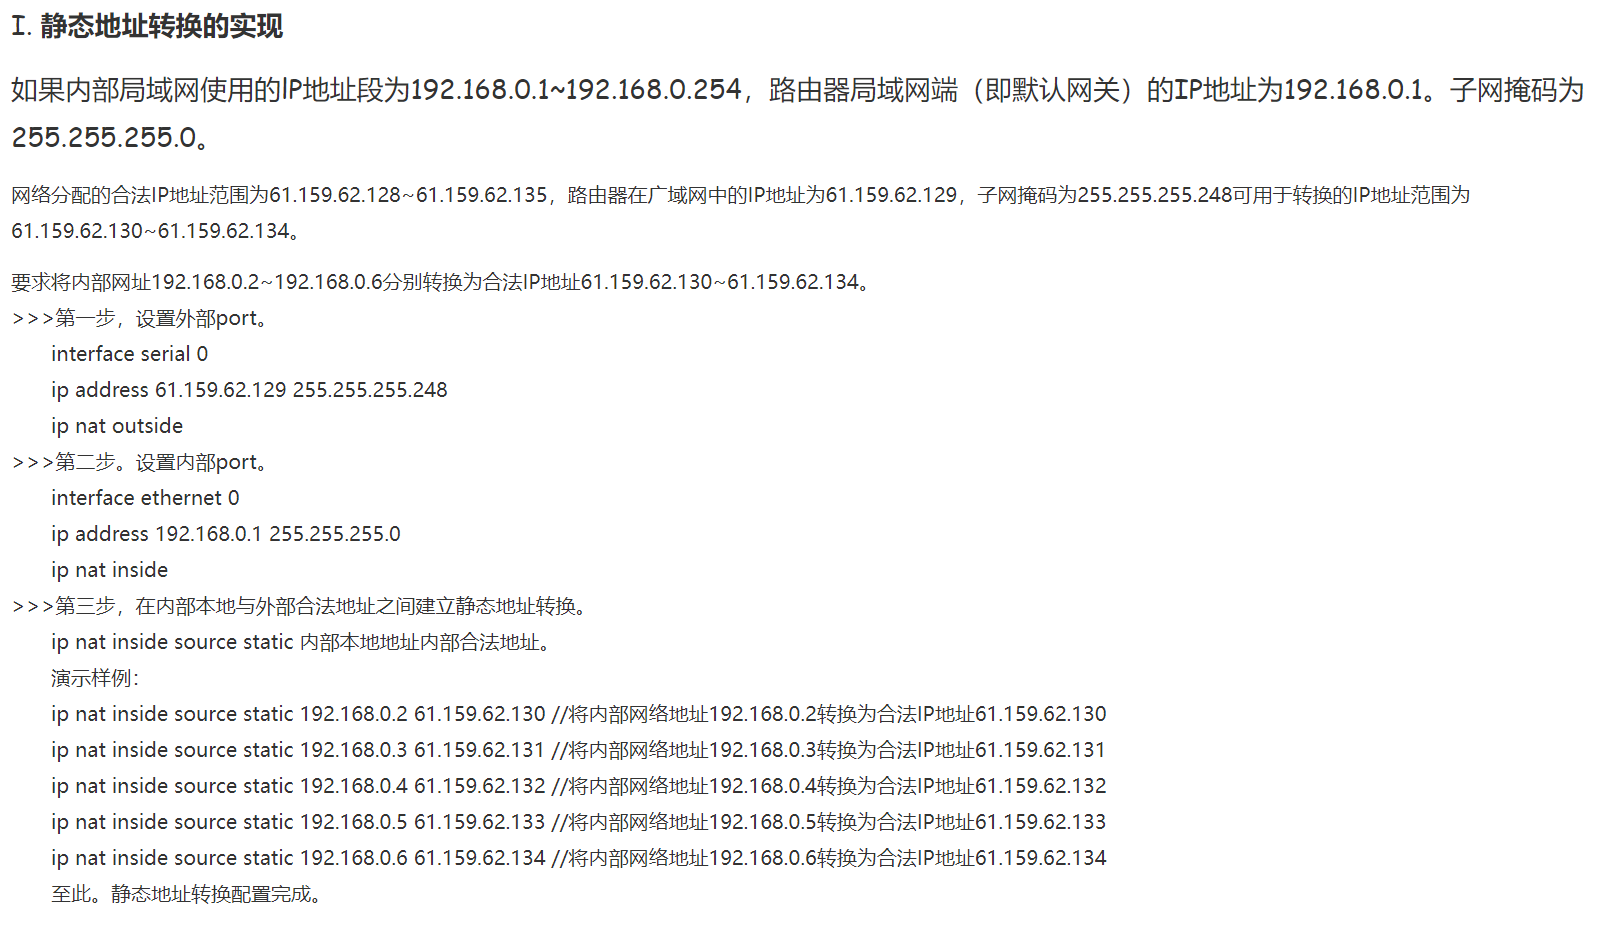 I. 静态地址转换的实现
如果内部局域网使用的lP地址段为192.168.0.1~192.168.0.254，路由器局域网端（即默认网关）的IP地址为192.168.0.1。子网掩码为
255.255.255.0。
网络分配的合法IP地址范围为61.159.62.128~61.159.62.135，路由器在广域网中的IP地址为61.159.62.129，子网掩码为255.255.255.248可用于转换的IP地址范围为
61.159.62.130~61.159.62.134。
要求将内部网址192.168.0.2~192.168.0.6分别转换为合法IP地址61.159.62.130~61.159.62.134。
>>>第一步，设置外部port。
interface serial 0
ip address 61.159.62.129 255.255.255.248
ip nat outside
>>>第二步。设置内部port。
interface ethernet 0
ip address 192.168.0.1 255.255.255.0
ip nat inside
>>>第三步，在内部本地与外部合法地址之间建立静态地址转换。
ip nat inside source static 内部本地地址内部合法地址。
演示样例：
ip nat inside source static 192.168.0.2 61.159.62.130 //将内部网络地址192.168.0.2转换为合法IP地址61.159.62.130
ip nat inside source static 192.168.0.3 61.159.62.131 //将内部网络地址192.168.0.3转换为合法IP地址61.159.62.131
ip nat inside source static 192.168.0.4 61.159.62.132 //将内部网络地址192.168.0.4转换为合法IP地址61.159.62.132
ip nat inside source static 192.168.0.5 61.159.62.133 //将内部网络地址192.168.0.5转换为合法IP地址61.159.62.133
ip nat inside source static 192.168.0.6 61.159.62.134 //将内部网络地址192.168.0.6转换为合法IP地址61.159.62.134
至此。静态地址转换配置完成。